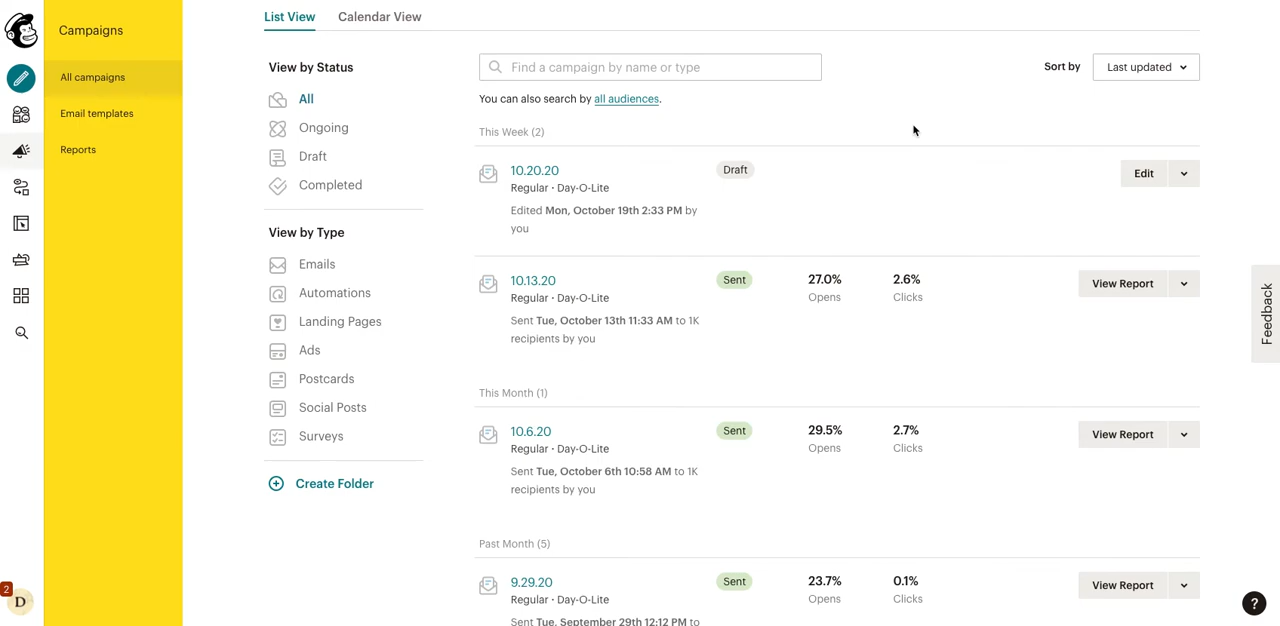 List View Calendar View
Campaigns
All campaigns
Email templates
Reports
View by Status
All
Ongoing
Draft
Completed
View by Type
Emails
Automations
Landing Pages
Ads
Postcards
Social Posts
Surveys
Create Folder
Find a campaign by name or type
Sort by Last updated
You can also search by all audiences.
This Week (2)
10.20.20 Draft Edit
Regular · Day-O-Lite
Edited Mon, October 19th 2:33 PM by
you
10.13.20 Sent 27.0% 2.6% View Report
Regular · Day-O-Lite Opens Clicks
Sent Tue, October 13th 11:33 AM to 1K
recipients by you
This Month (1)
10.6.20 Sent 29.5% 2.7% View Report
Regular · Day-O-Lite Opens Clicks
Sent Tue, October 6th 10:58 AM to 1K
recipients by you
Past Month (5)
9.29.20 Sent 23.7% 0.1% View Report
Regular · Day-O-Lite Opens Clicks
Sent Tue, September 29th 12:12 PM to
Feedback
2
D
?